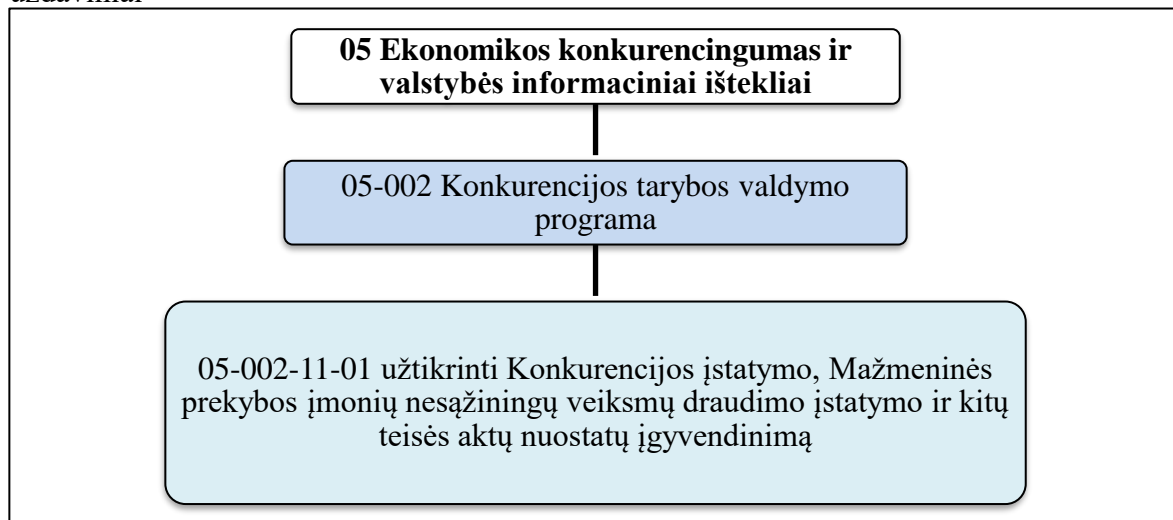 uždaviniai
05 Ekonomikos konkurencingumas ir
valstybės informaciniai ištekliai
05-002 Konkurencijos tarybos valdymo
programa
05-002-11-01 užtikrinti Konkurencijos įstatymo, Mažmeninės
prekybos įmonių nesąžiningų veiksmų draudimo įstatymo ir kitų
teisės aktų nuostatų įgyvendinimą